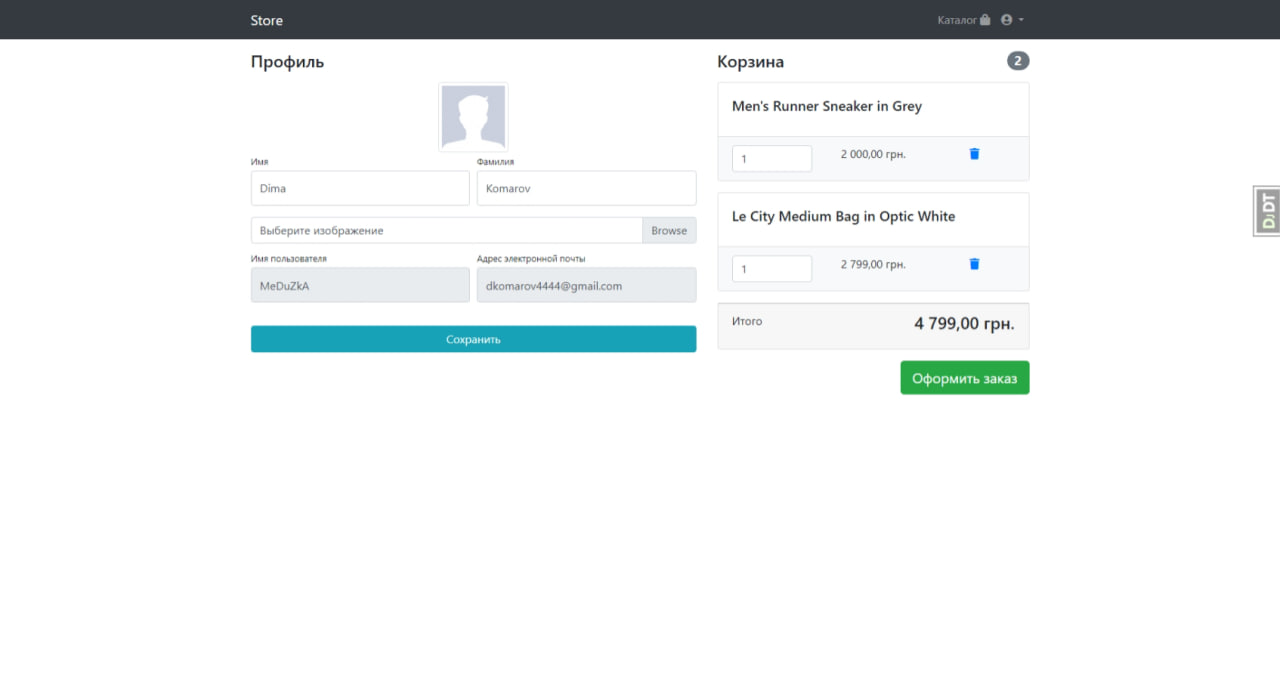 Store
Каталог
Профиль
Имя
Фамилия
Dima
Komarov
Выберите изображение
Browse
Имя пользователя
Адрес электронной почты
MeDuZkA
dkomarov4444@gmail.com
Сохранить
Корзина
2
Men's Runner Sneaker in Grey
1
2 000,00 грн.
Le City Medium Bag in Optic White
1
2 799,00 грн.
Итого
4 799,00 грн.
Оформить заказ
DJDT